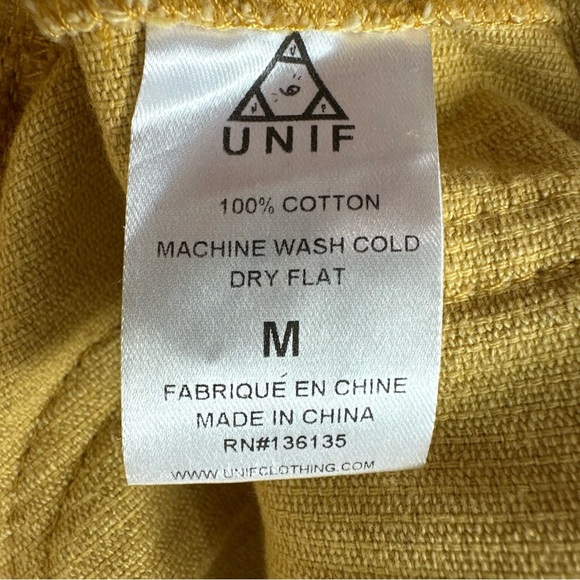 UNIF
100% COTTON
MACHINE WASH COLD
DRY FLAT
M
FABRIQUÉ EN CHINE
MADE IN CHINA
RN#136135
WWW.UNIFCLOTHING.COM